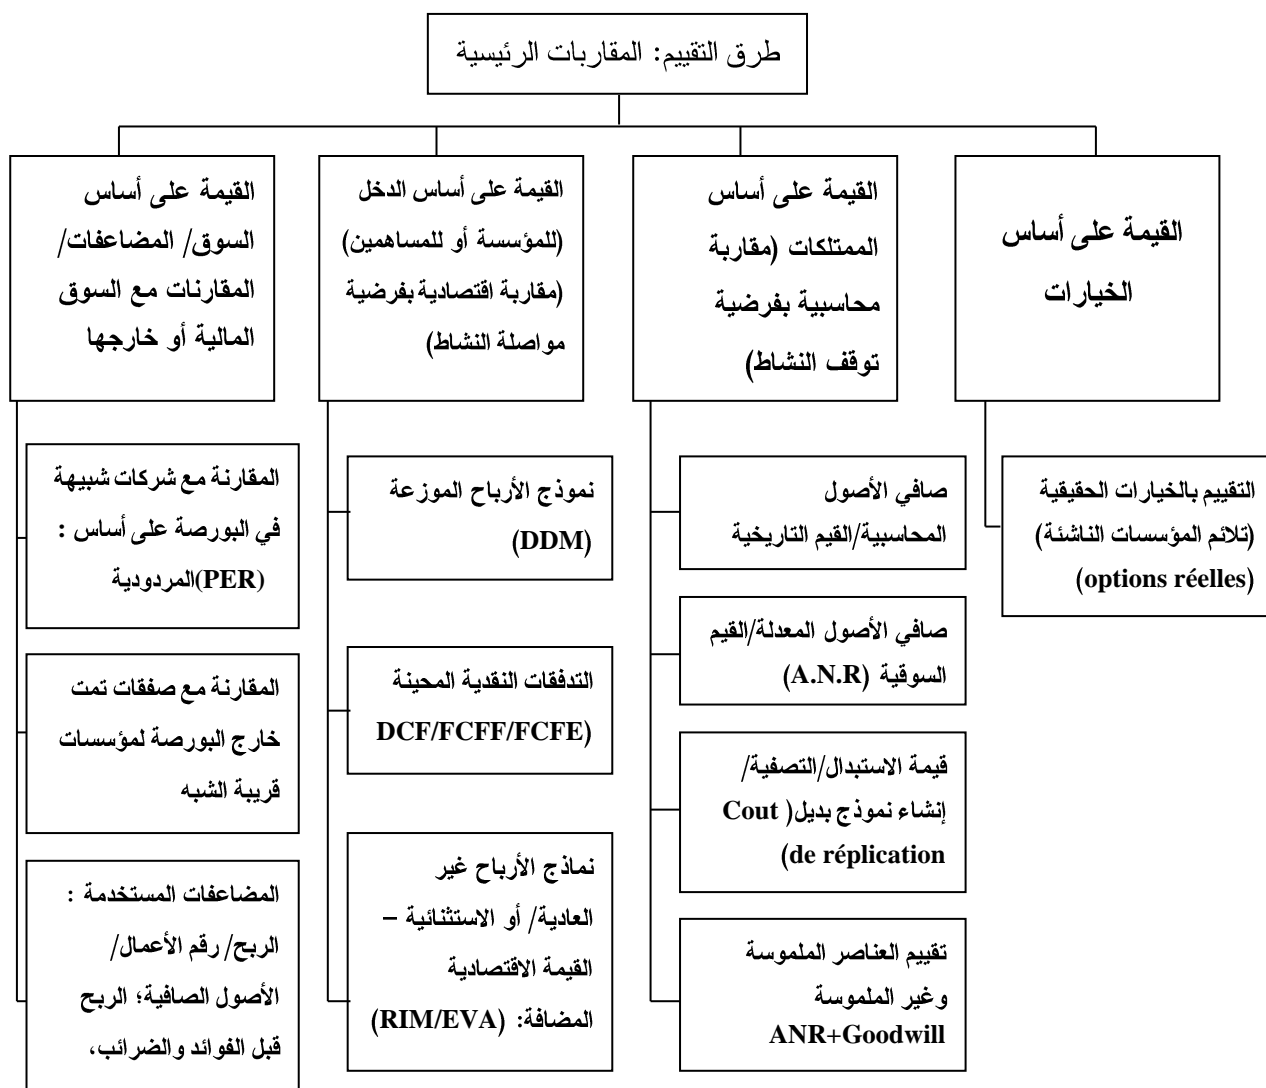 طرق التقييم: المقاربات الرئيسية
القيمة على أساس
الخيارات
التقييم بالخيارات الحقيقية
(تلائم المؤسسات الناشئة)
(options réelles)
القيمة على أساس
الممتلكات (مقاربة
محاسبية بفرضية
توقف النشاط)
صافي الأصول
المحاسبية/القيم التاريخية
صافي الأصول المعدلة/القيم
السوقية (A.N.R)
قيمة الاستبدال/التصفية/
إنشاء نموذج بديل( Cout
de réplication)
تقييم العناصر الملموسة
وغير الملموسة
ANR+Goodwill
القيمة على أساس الدخل
(للمؤسسة أو للمساهمين)
(مقاربة اقتصادية بفرضية
مواصلة النشاط)
نموذج الأرباح الموزعة
(DDM)
التدفقات النقدية المحينة
DCF/FCFF/FCFE)
نماذج الأرباح غير
العادية/ أو الاستثنائية –
القيمة الاقتصادية
المضافة: (RIM/EVA)
القيمة على أساس
السوق/ المضاعفات/
المقارنات مع السوق
المالية أو خارجها
المقارنة مع شركات شبيهة
في البورصة على أساس :
المردودية(PER)
المقارنة مع صفقات تمت
خارج البورصة لمؤسسات
قريبة الشبه
المضاعفات المستخدمة :
الربح/ رقم الأعمال/
الأصول الصافية؛ الربح
قبل الفوائد والضرائب،